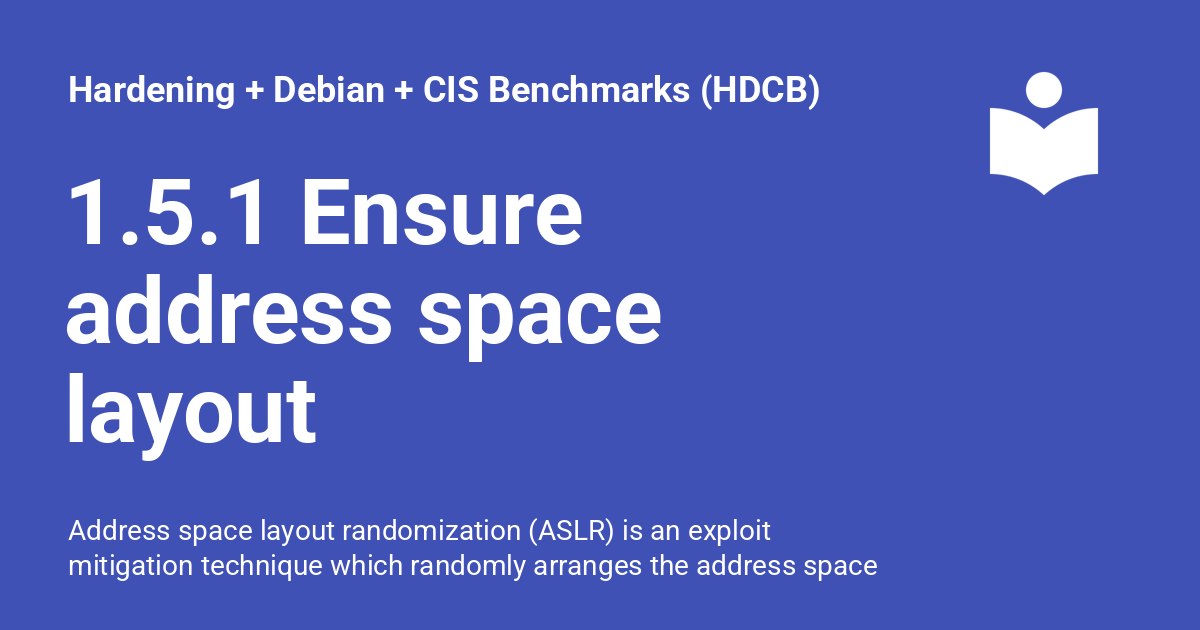 Hardening + Debian + CIS Benchmarks (HDCB)
1.5.1 Ensure
address space
layout
Address space layout randomization (ASLR) is an exploit
mitigation technique which randomly arranges the address space